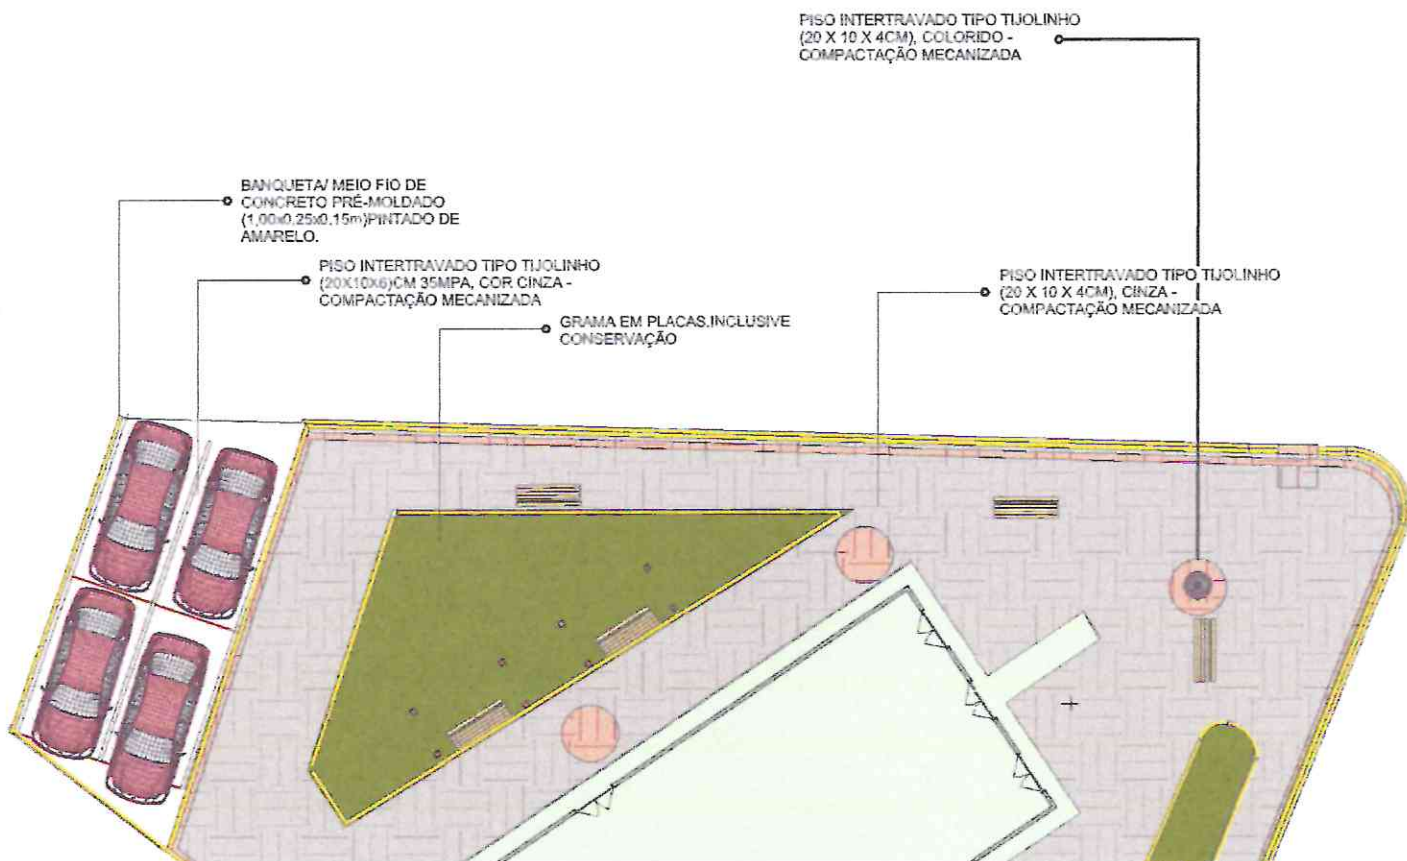 PISO INTERTRAVADO TIPO TIJOLINHO
(20 X 10 X 4CM), COLORIDO -
COMPACTAÇÃO MECANIZADA
BANQUETA/ MEIO FIO DE
CONCRETO PRÉ-MOLDADO
(1,00x0,25x0,15m)PINTADO DE
AMARELO.
PISO INTERTRAVADO TIPO TIJOLINHO
(20X10X6)CM 35MPA, COR CINZA -
COMPACTAÇÃO MECANIZADA
PISO INTERTRAVADO TIPO TIJOLINHO
(20 X 10 X 4CM), CINZA -
COMPACTAÇÃO MECANIZADA
GRAMA EM PLACAS,INCLUSIVE
CONSERVAÇÃO